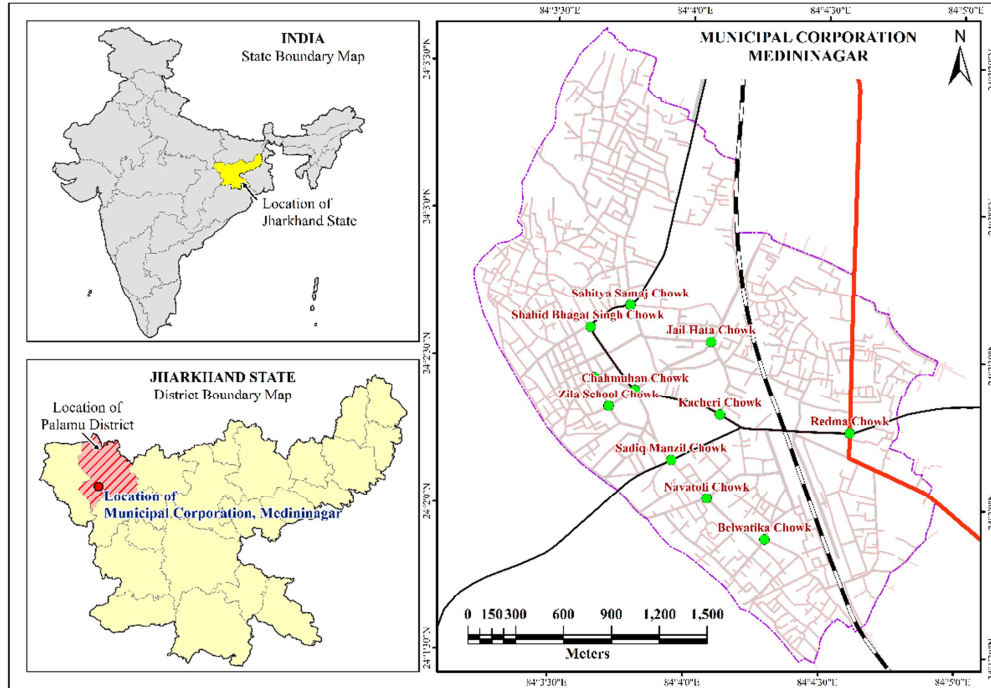 INDIA
State Boundary Map
Location of
Jharkhand State
JHARKHAND STATE
District Boundary Map
Location of
Palamu District
Location of
Municipal Corporation, Medininagar
84°3'30"E
84°4'0"E
84°4'30"E
84°5'0"E
MUNICIPAL CORPORATION
MEDININAGAR
N
24°3'30"N
24°3'0"N
24°2'30"N
24°2'0"N
24°1'30"N
Sahitya Samaj Chowk
Shahid Bhagat Singh Chowk
Jail Hata Chowk
Chahmuhan Chowk
Zila School Chowk
Kacheri Chowk
Redma Chowk
Sadiq Manzil Chowk
Navatoli Chowk
Belwatika Chowk
0 150 300 600 900 1,200 1,500
Meters
84°3'30"E
84°4'0"E
84°4'30"E
84°5'0"E